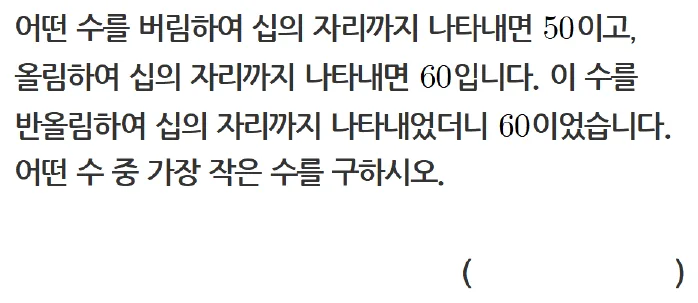 어떤 수를 버림하여 십의 자리까지 나타내면 50이고,
올림하여 십의 자리까지 나타내면 60입니다. 이 수를
반올림하여 십의 자리까지 나타내었더니 60이었습니다.
어떤 수 중 가장 작은 수를 구하시오.
( )